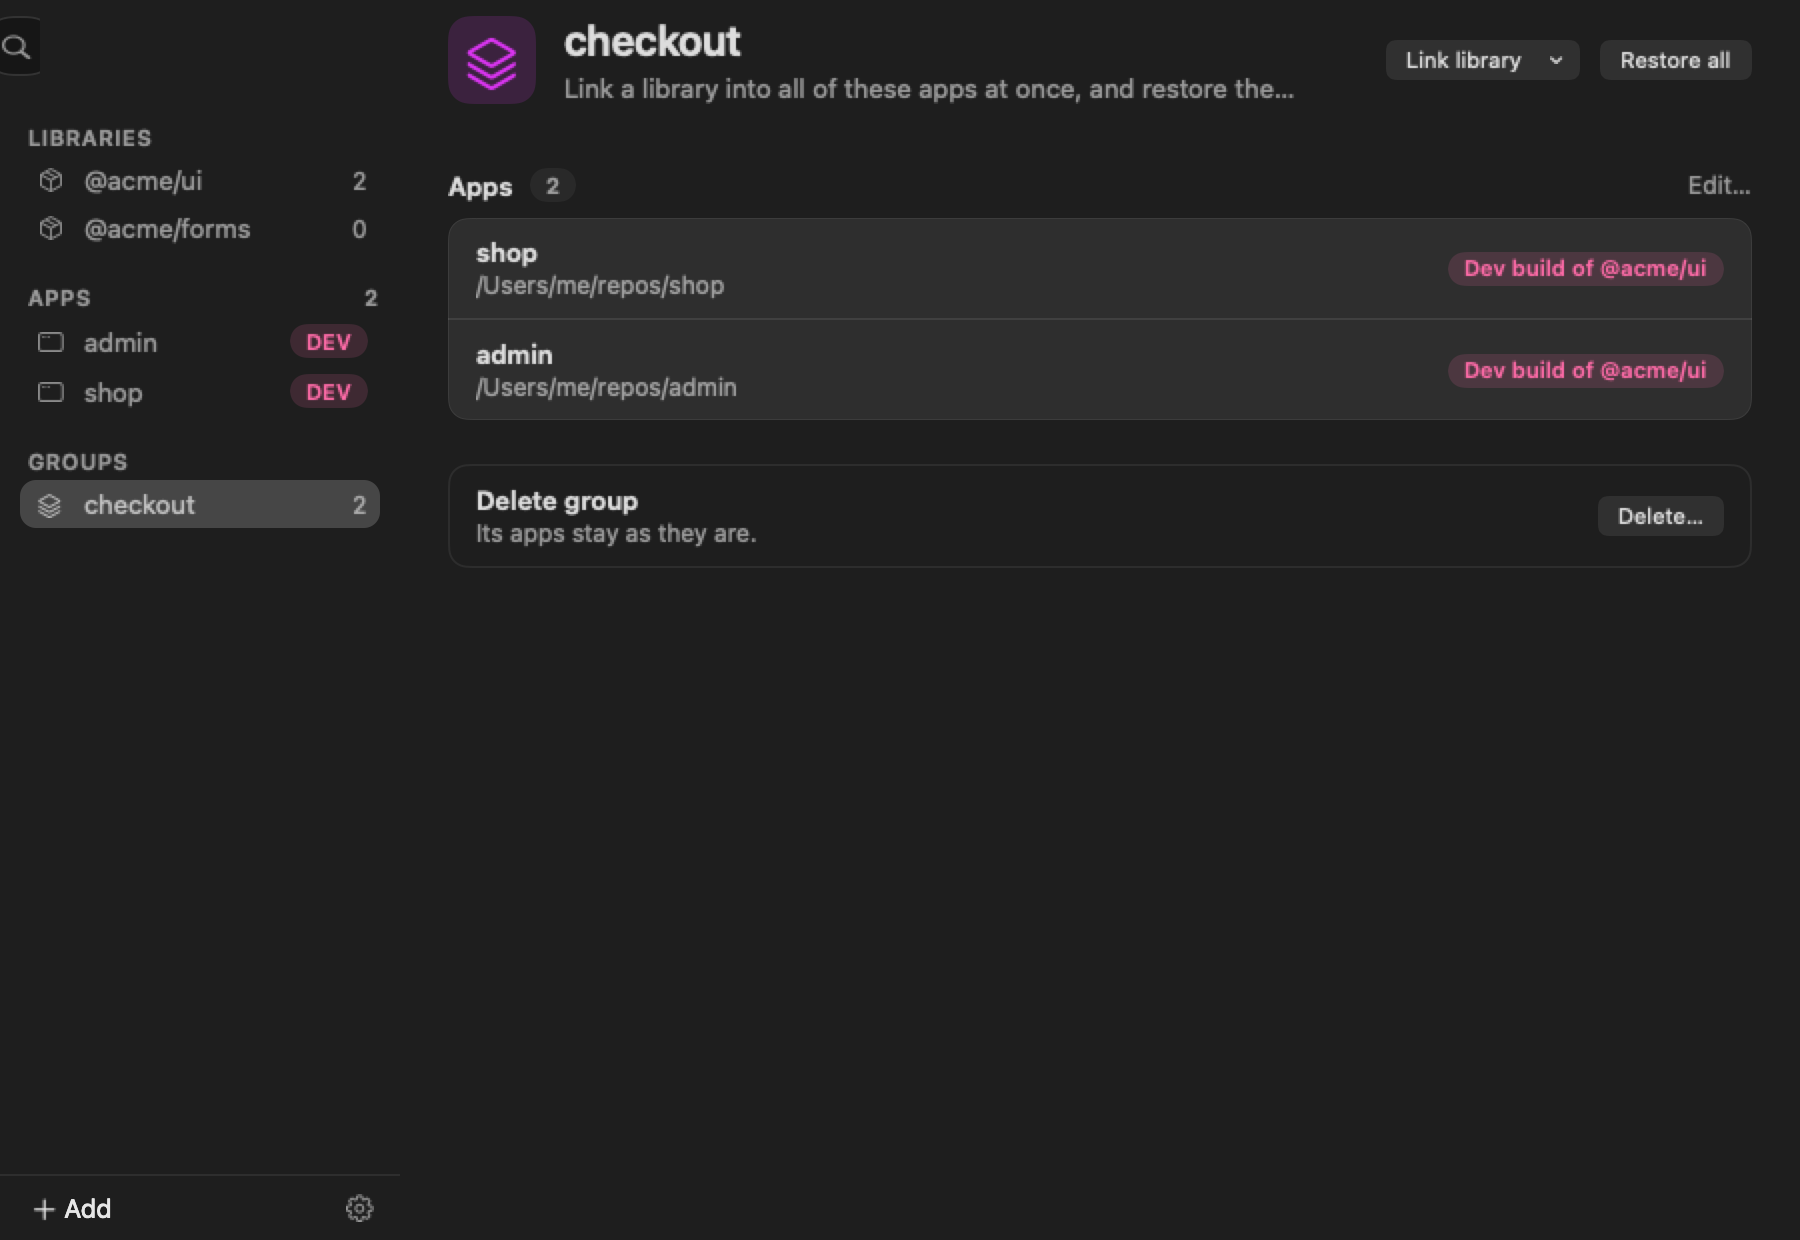 checkout
Link a library into all of these apps at once, and restore the...
Link library
Restore all
LIBRARIES
@acme/ui 2
@acme/forms 0
APPS 2
admin DEV
shop DEV
GROUPS
checkout 2
Apps 2
Edit...
shop
/Users/me/repos/shop
Dev build of @acme/ui
admin
/Users/me/repos/admin
Dev build of @acme/ui
Delete group
Its apps stay as they are.
Delete...
Add